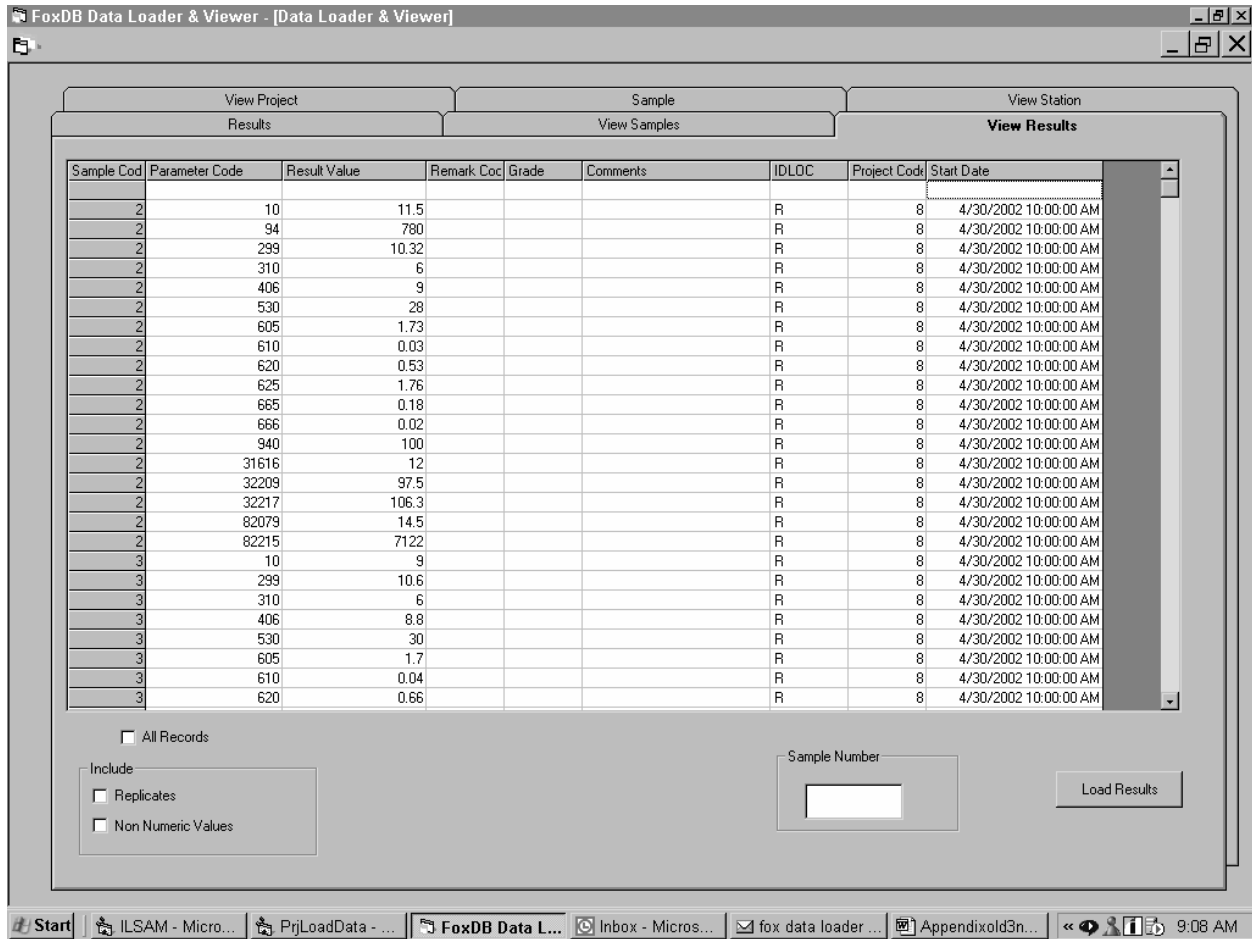 FoxDB Data Loader & Viewer - [Data Loader & Viewer]
View Project Sample View Station
Results View Samples View Results
Sample Cod Parameter Code Result Value Remark Coc Grade Comments IDLOC Project Code Start Date
2 10 11.5 R 8 4/30/2002 10:00:00 AM
2 94 780 R 8 4/30/2002 10:00:00 AM
2 299 10.32 R 8 4/30/2002 10:00:00 AM
2 310 6 R 8 4/30/2002 10:00:00 AM
2 406 9 R 8 4/30/2002 10:00:00 AM
2 530 28 R 8 4/30/2002 10:00:00 AM
2 605 1.73 R 8 4/30/2002 10:00:00 AM
2 610 0.03 R 8 4/30/2002 10:00:00 AM
2 620 0.53 R 8 4/30/2002 10:00:00 AM
2 625 1.76 R 8 4/30/2002 10:00:00 AM
2 665 0.18 R 8 4/30/2002 10:00:00 AM
2 666 0.02 R 8 4/30/2002 10:00:00 AM
2 940 100 R 8 4/30/2002 10:00:00 AM
2 31616 12 R 8 4/30/2002 10:00:00 AM
2 32209 97.5 R 8 4/30/2002 10:00:00 AM
2 32217 106.3 R 8 4/30/2002 10:00:00 AM
2 82079 14.5 R 8 4/30/2002 10:00:00 AM
2 82215 7122 R 8 4/30/2002 10:00:00 AM
3 10 9 R 8 4/30/2002 10:00:00 AM
3 299 10.6 R 8 4/30/2002 10:00:00 AM
3 310 6 R 8 4/30/2002 10:00:00 AM
3 406 8.8 R 8 4/30/2002 10:00:00 AM
3 530 30 R 8 4/30/2002 10:00:00 AM
3 605 1.7 R 8 4/30/2002 10:00:00 AM
3 610 0.04 R 8 4/30/2002 10:00:00 AM
3 620 0.66 R 8 4/30/2002 10:00:00 AM
All Records
Include
Replicates
Non Numeric Values
Sample Number
Load Results
Start ILSAM - Micro... PrjLoadData - ... FoxDB Data L... Inbox - Micros... fox data loader ... Appendixold3n... « 9:08 AM